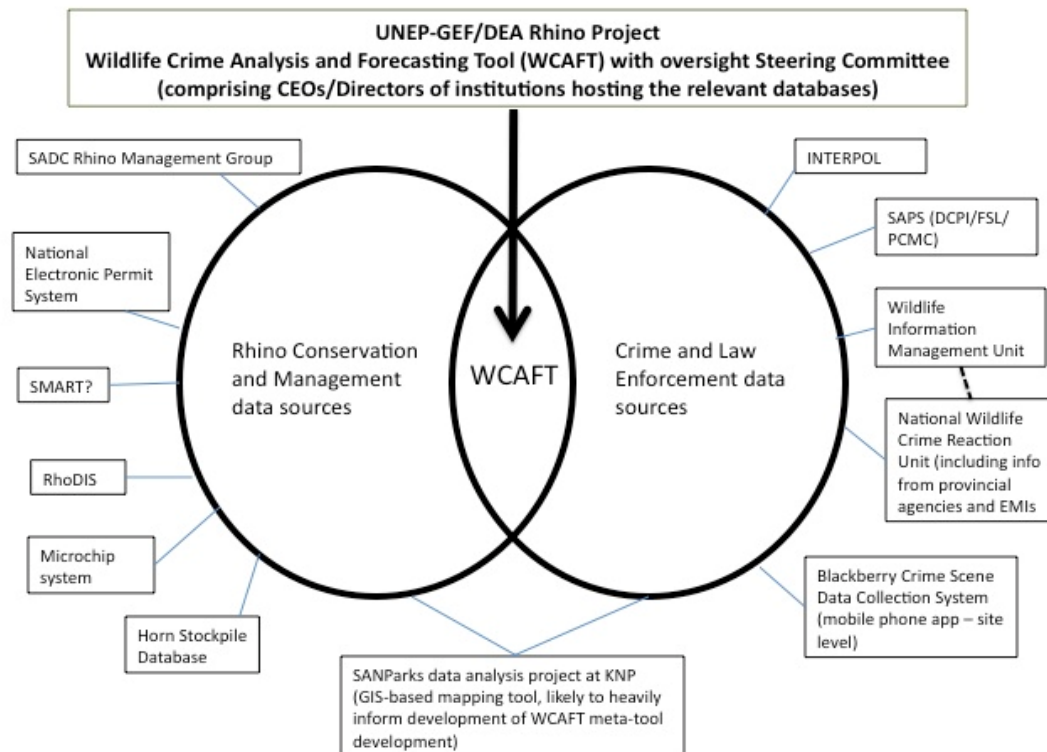 UNEP-GEF/DEA Rhino Project
Wildlife Crime Analysis and Forecasting Tool (WCAFT) with oversight Steering Committee
(comprising CEOs/Directors of institutions hosting the relevant databases)
SADC Rhino Management Group
INTERPOL
SAPS (DCPI/FSL/
PCMC)
National
Electronic Permit
System
Wildlife
Information
Management Unit
Rhino Conservation
and Management
data sources
WCAFT
Crime and Law
Enforcement data
sources
SMART?
National Wildlife
Crime Reaction
Unit (including info
from provincial
agencies and EMIs
RhoDIS
Microchip
system
Blackberry Crime Scene
Data Collection System
(mobile phone app – site
level)
Horn Stockpile
Database
SANParks data analysis project at KNP
(GIS-based mapping tool, likely to heavily
inform development of WCAFT meta-tool
development)